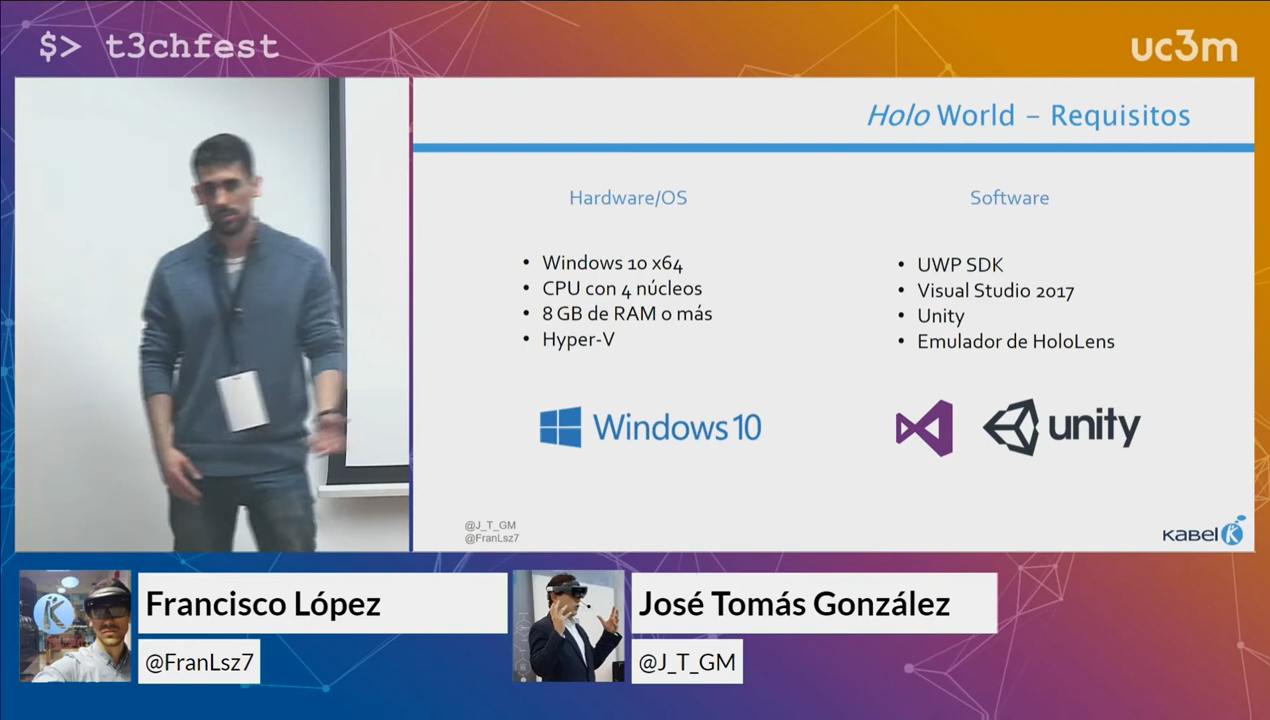 $> t3chfest
uc3m
Holo World – Requisitos
Hardware/OS
• Windows 10 x64
• CPU con 4 núcleos
• 8 GB de RAM o más
• Hyper-V
Windows 10
Software
• UWP SDK
• Visual Studio 2017
• Unity
• Emulador de HoloLens
unity
@J_T_GM
@FranLsz7
Kabel K
K
Francisco López
@FranLsz7
José Tomás González
@J_T_GM